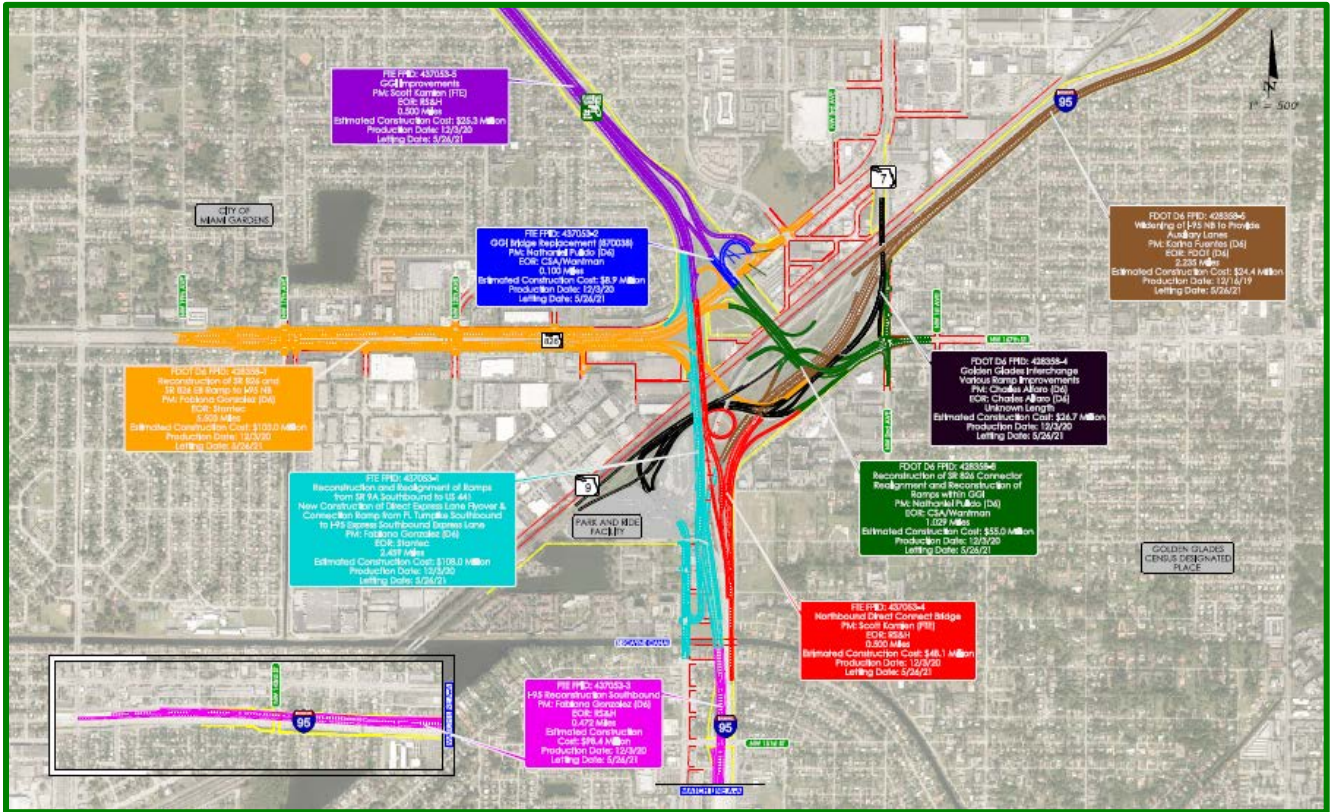 FTE FPID: 437053-5
GGI Improvements
PM: Scott Kamien (FTE)
EOR: RS&H
0.500 Miles
Estimated Construction Cost: $25.3 Million
Production Date: 12/3/20
Letting Date: 5/26/21
95
N
1" = 500'
7
CITY OF
MIAMI GARDENS
FTE FPID: 437053-2
GGI Bridge Replacement (870038)
PM: Nathaniel Pulido (D6)
EOR: CSA/Wantman
0.100 Miles
Estimated Construction Cost: $8.9 Million
Production Date: 12/3/20
Letting Date: 5/26/21
FDOT D6 FPID: 428358-5
Widening of I-95 NB to Provide
Auxiliary Lanes
PM: Karina Fuentes (D6)
EOR: FDOT (D6)
2.235 Miles
Estimated Construction Cost: $24.4 Million
Production Date: 12/16/19
Letting Date: 5/26/21
826
NW 167th ST
FDOT D6 FPID: 428358-1
Reconstruction of SR 826 and
SR 826 EB Ramp to I-95 NB
PM: Fabiana Gonzalez (D6)
EOR: Stantec
Estimated Construction Cost: $103.0 Million
Production Date: 12/3/20
Letting Date: 5/26/21
FDOT D6 FPID: 428358-4
Golden Glades Interchange
Various Ramp Improvements
PM: Charles Alfaro (D6)
EOR: Charles Alfaro (D6)
Unknown Length
Estimated Construction Cost: $26.7 Million
Production Date: 12/3/20
Letting Date: 5/26/21
NW 2nd AVE
FTE FPID: 437053-1
Reconstruction and Realignment of Ramps
from SR 9A Southbound to US 441
New Construction of Direct Express Lane Flyover &
Connection Ramp from FL Turnpike Southbound
to I-95 Express Southbound Express Lane
PM: Fabiana Gonzalez (D6)
EOR: Stantec
2.459 Miles
Estimated Construction Cost: $108.0 Million
Production Date: 12/3/20
Letting Date: 5/26/21
9
PARK AND RIDE
FACILITY
FDOT D6 FPID: 428358-8
Reconstruction of SR 826 Connector
Realignment and Reconstruction of
Ramps within GGI
PM: Nathaniel Pulido (D6)
EOR: CSA/Wantman
1.029 Miles
Estimated Construction Cost: $55.0 Million
Production Date: 12/3/20
Letting Date: 5/26/21
GOLDEN GLADES
CENSUS DESIGNATED
PLACE
FTE FPID: 437053-4
Northbound Direct Connect Bridge
PM: Scott Kamien (FTE)
EOR: RS&H
0.500 Miles
Estimated Construction Cost: $48.1 Million
Production Date: 12/3/20
Letting Date: 5/26/21
BISCAYNE CANAL
FTE FPID: 437053-3
I-95 Reconstruction Southbound
PM: Fabiana Gonzalez (D6)
EOR: RS&H
0.472 Miles
Estimated Construction
Cost: $98.4 Million
Production Date: 12/3/20
Letting Date: 5/26/21
95
95
NW 151st ST
MATCH LINE A-A